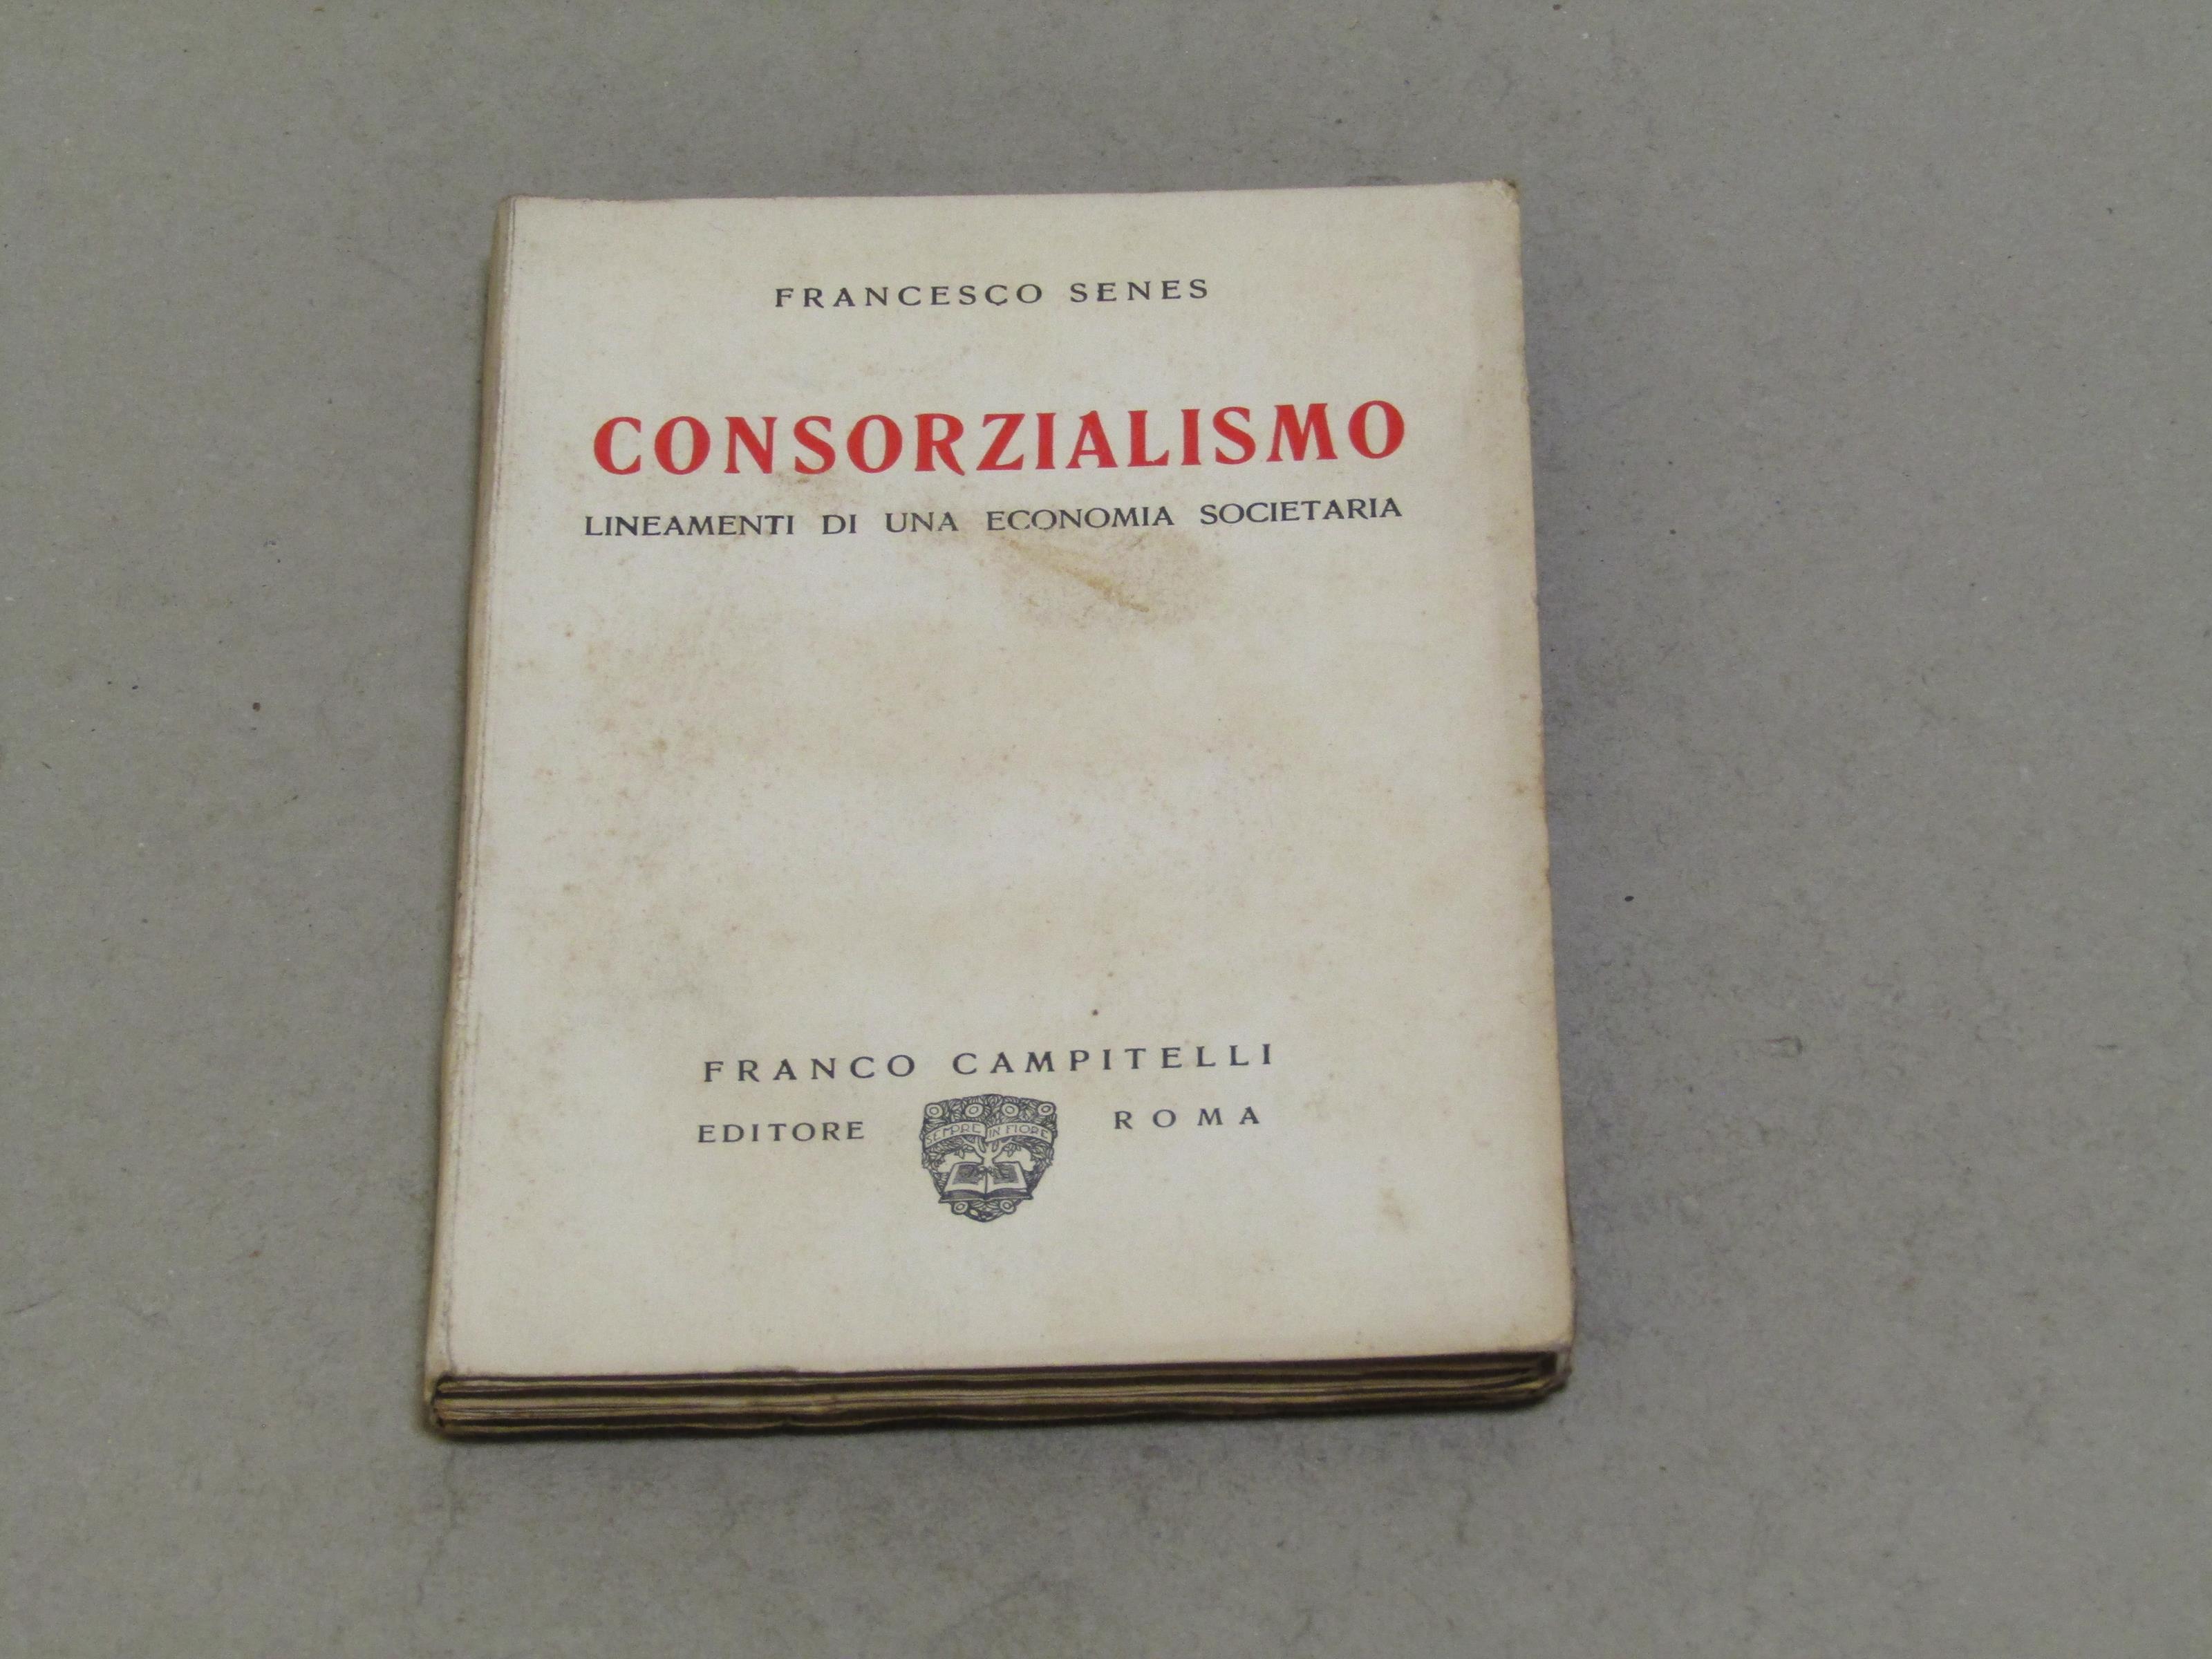 FRANCESCO SENES
CONSORZIALISMO
LINEAMENTI DI UNA ECONOMIA SOCIETARIA
FRANCO CAMPITELLI
EDITORE ROMA
SEMPRE IN FIORE